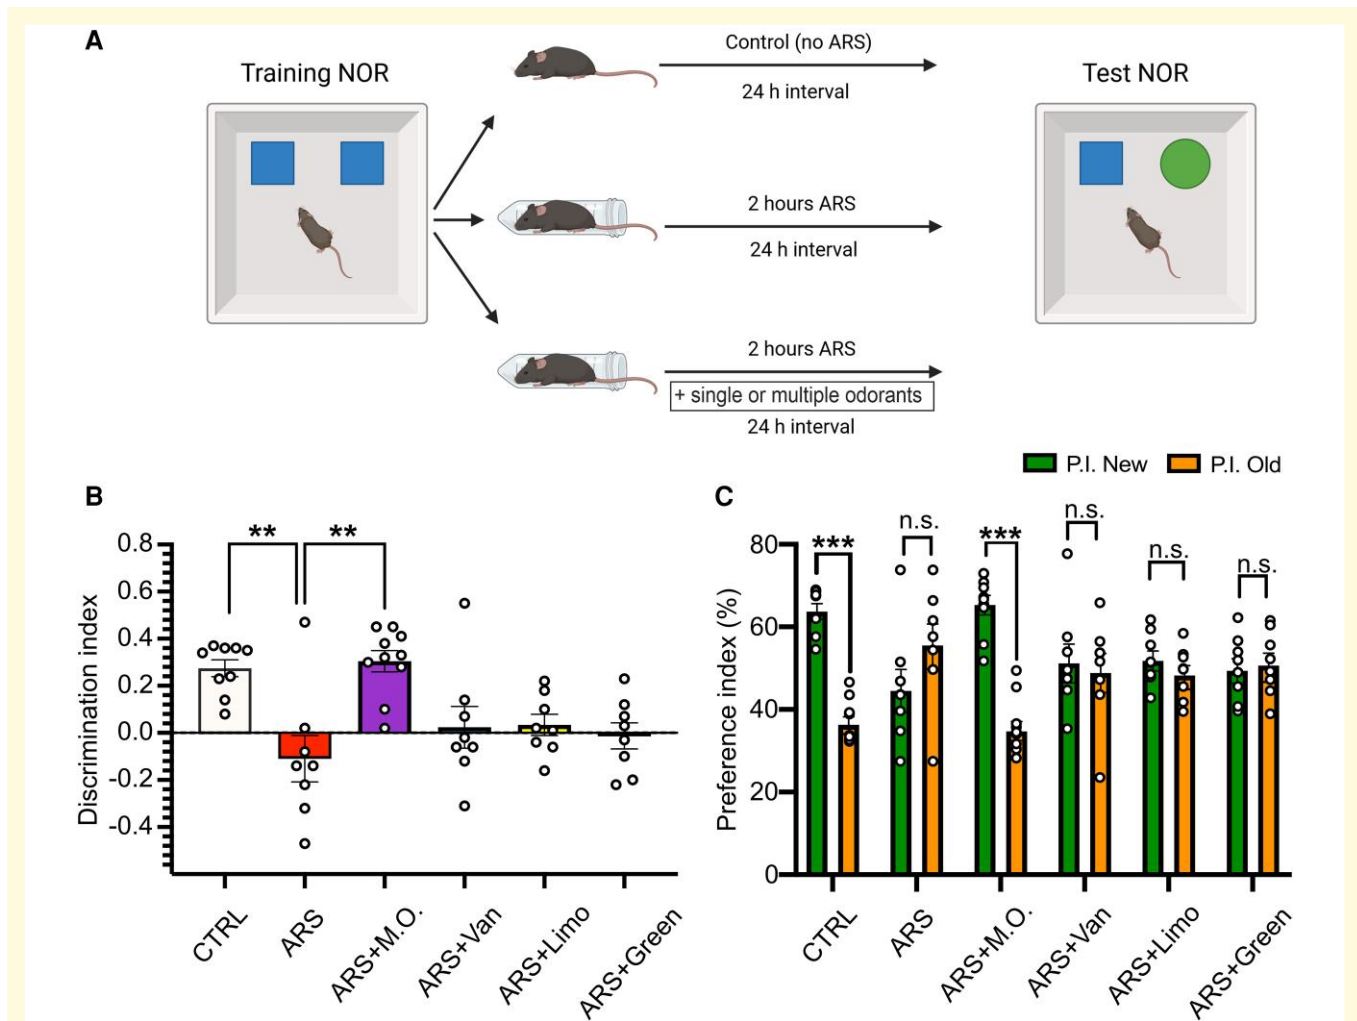 A
Training NOR
Control (no ARS)
24 h interval
Test NOR
2 hours ARS
24 h interval
2 hours ARS
+ single or multiple odorants
24 h interval
P.I. New
P.I. Old
B
**
**
0.8
0.6
0.4
0.2
0.0
-0.2
-0.4
Discrimination index
CTRL
ARS
ARS+M.O.
ARS+Van
ARS+Limo
ARS+Green
C
***
n.s.
***
n.s.
n.s.
n.s.
80
60
40
20
0
Preference index (%)
CTRL
ARS
ARS+M.O.
ARS+Van
ARS+Limo
ARS+Green